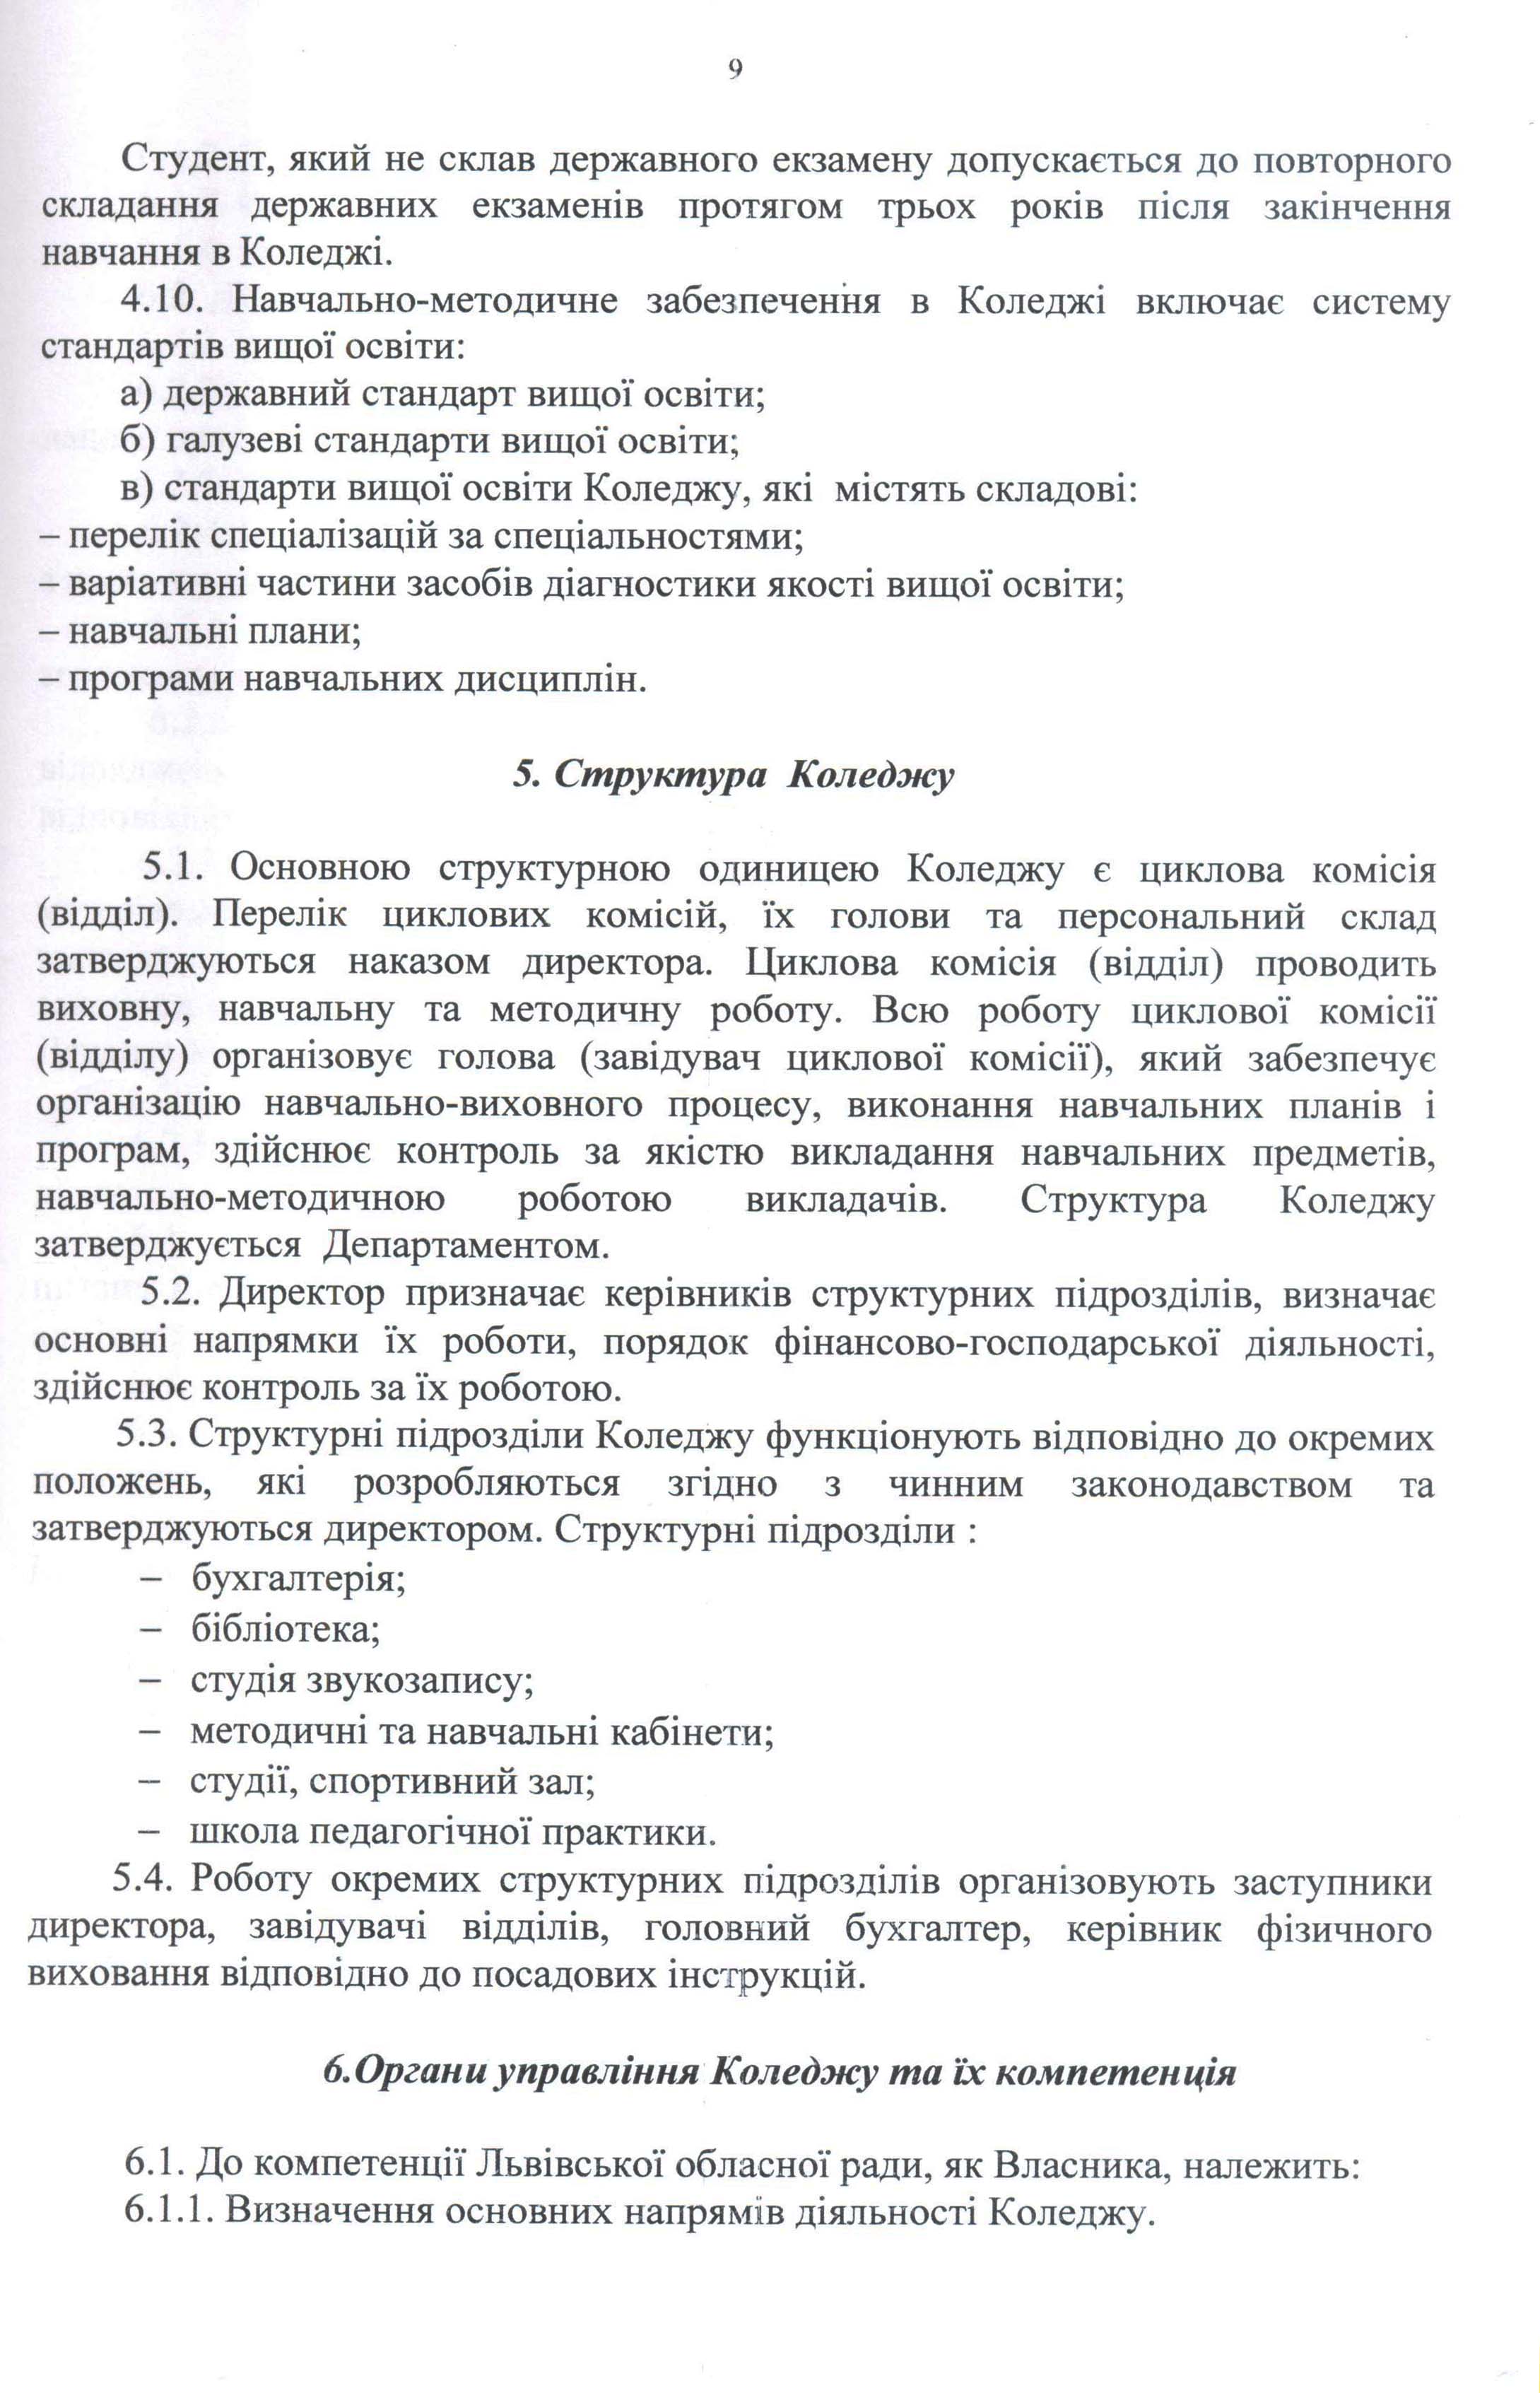 9
Студент, який не склав державного екзамену допускається до повторного
складання державних екзаменів протягом трьох років після закінчення
навчання в Коледжі.
4.10. Навчально-методичне забезпечення в Коледжі включає систему
стандартів вищої освіти:
а) державний стандарт вищої освіти;
б) галузеві стандарти вищої освіти;
в) стандарти вищої освіти Коледжу, які містять складові:
– перелік спеціалізацій за спеціальностями;
– варіативні частини засобів діагностики якості вищої освіти;
– навчальні плани;
– програми навчальних дисциплін.
5. Структура Коледжу
5.1. Основною структурною одиницею Коледжу є циклова комісія
(відділ). Перелік циклових комісій, їх голови та персональний склад
затверджуються наказом директора. Циклова комісія (відділ) проводить
виховну, навчальну та методичну роботу. Всю роботу циклової комісії
(відділу) організовує голова (завідувач циклової комісії), який забезпечує
організацію навчально-виховного процесу, виконання навчальних планів і
програм, здійснює контроль за якістю викладання навчальних предметів,
навчально-методичною роботою викладачів. Структура Коледжу
затверджується Департаментом.
5.2. Директор призначає керівників структурних підрозділів, визначає
основні напрямки їх роботи, порядок фінансово-господарської діяльності,
здійснює контроль за їх роботою.
5.3. Структурні підрозділи Коледжу функціонують відповідно до окремих
положень, які розробляються згідно з чинним законодавством та
затверджуються директором. Структурні підрозділи :
– бухгалтерія;
– бібліотека;
– студія звукозапису;
– методичні та навчальні кабінети;
– студії, спортивний зал;
– школа педагогічної практики.
5.4. Роботу окремих структурних підрозділів організовують заступники
директора, завідувачі відділів, головний бухгалтер, керівник фізичного
виховання відповідно до посадових інструкцій.
6.Органи управління Коледжу та їх компетенція
6.1. До компетенції Львівської обласної ради, як Власника, належить:
6.1.1. Визначення основних напрямів діяльності Коледжу.